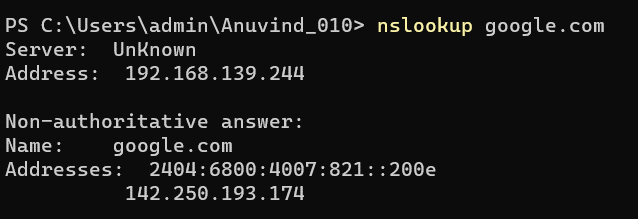 PS C:\Users\admin\Anuvind_010> nslookup google.com
Server:  UnKnown
Address:  192.168.139.244

Non-authoritative answer:
Name:    google.com
Addresses:  2404:6800:4007:821::200e
          142.250.193.174